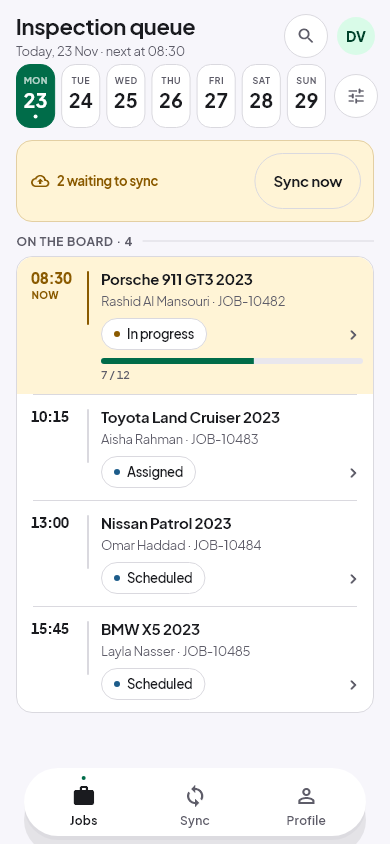 Inspection queue
Today, 23 Nov · next at 08:30
DV
MON TUE WED THU FRI SAT SUN
23 24 25 26 27 28 29
2 waiting to sync
Sync now
ON THE BOARD · 4
08:30
NOW
Porsche 911 GT3 2023
Rashid Al Mansouri · JOB-10482
In progress
7 / 12
10:15
Toyota Land Cruiser 2023
Aisha Rahman · JOB-10483
Assigned
13:00
Nissan Patrol 2023
Omar Haddad · JOB-10484
Scheduled
15:45
BMW X5 2023
Layla Nasser · JOB-10485
Scheduled
Jobs Sync Profile